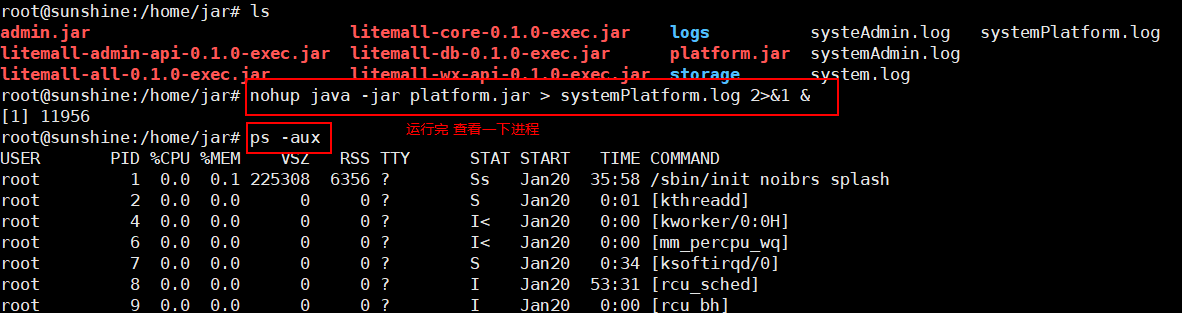 root@sunshine:/home/jar# ls
admin.jar litemall-core-0.1.0-exec.jar logs systeAdmin.log systemPlatform.log
litemall-admin-api-0.1.0-exec.jar litemall-db-0.1.0-exec.jar platform.jar systemAdmin.log
litemall-all-0.1.0-exec.jar litemall-wx-api-0.1.0-exec.jar storage system.log
root@sunshine:/home/jar# nohup java -jar platform.jar > systemPlatform.log 2>&1 &
[1] 11956
root@sunshine:/home/jar# ps -aux 运行完 查看一下进程
USER PID %CPU %MEM VSZ RSS TTY STAT START TIME COMMAND
root 1 0.0 0.1 225308 6356 ? Ss Jan20 35:58 /sbin/init noibrs splash
root 2 0.0 0.0 0 0 ? S Jan20 0:01 [kthreadd]
root 4 0.0 0.0 0 0 ? I< Jan20 0:00 [kworker/0:0H]
root 6 0.0 0.0 0 0 ? I< Jan20 0:00 [mm_percpu_wq]
root 7 0.0 0.0 0 0 ? S Jan20 0:34 [ksoftirqd/0]
root 8 0.0 0.0 0 0 ? I Jan20 53:31 [rcu_sched]
root 9 0.0 0.0 0 0 ? I Jan20 0:00 [rcu_bh]